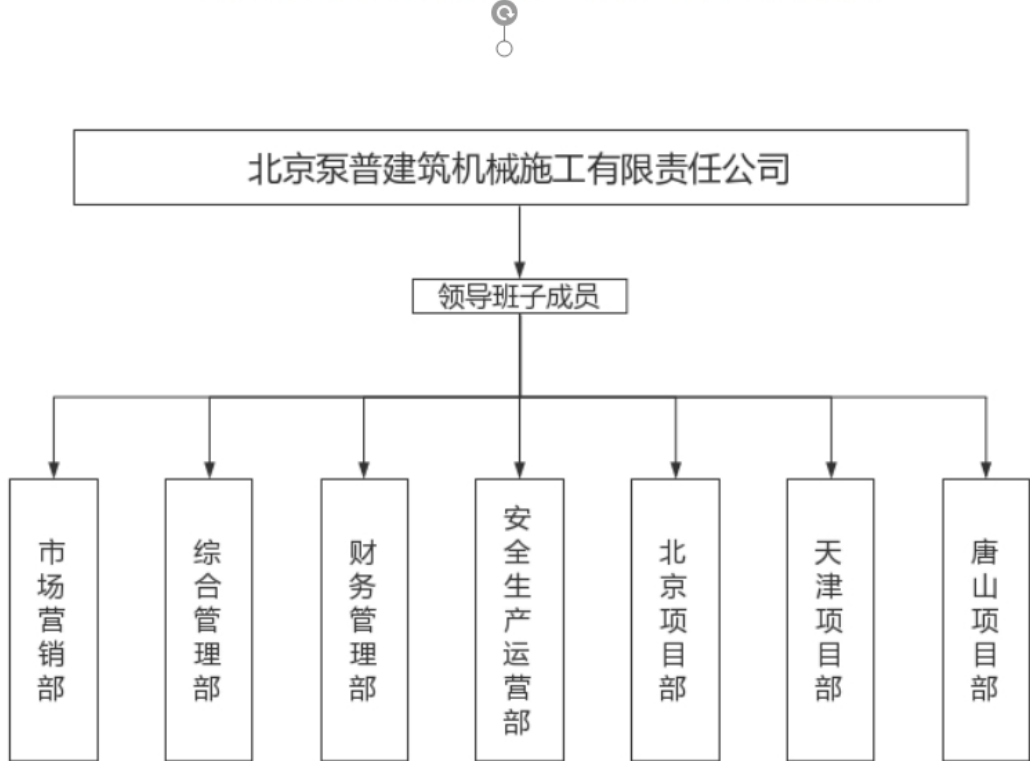 北京泵普建筑机械施工有限责任公司
领导班子成员
市场营销部
综合管理部
财务管理部
安全生产运营部
北京项目部
天津项目部
唐山项目部